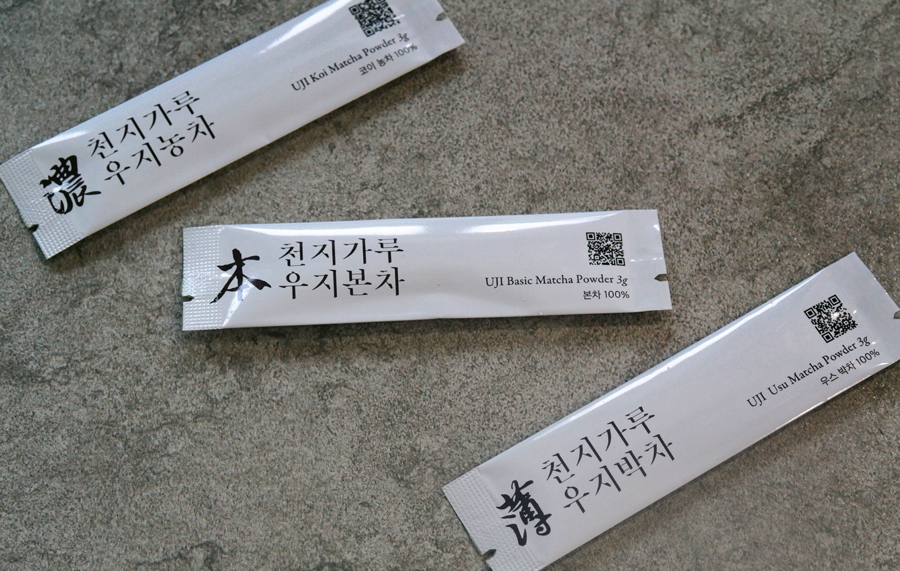 濃
천지가루
우지농차
UJI Koi Matcha Powder 3g
코이 농차 100%
本
천지가루
우지본차
UJI Basic Matcha Powder 3g
본차 100%
薄
천지가루
우지박차
UJI Usu Matcha Powder 3g
우스 박차 100%